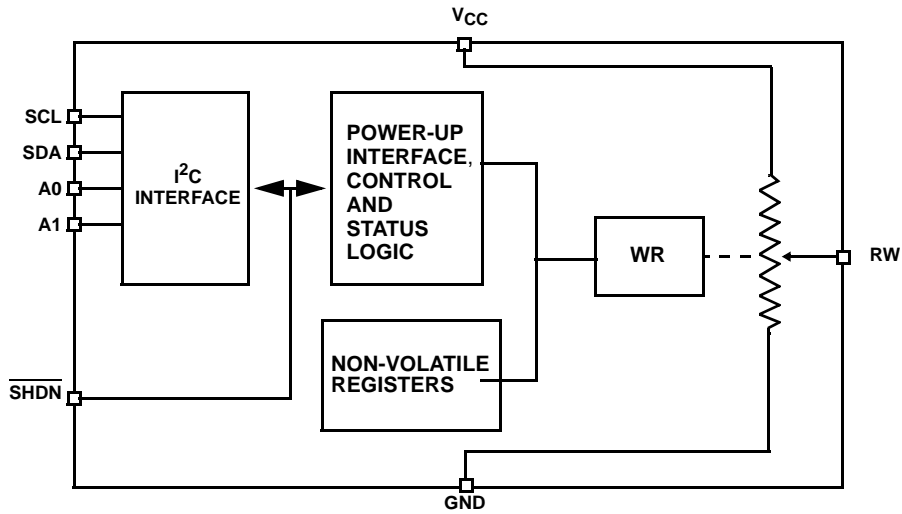 VCC
SCL
SDA
A0
A1
I2C
INTERFACE
POWER-UP
INTERFACE,
CONTROL
AND
STATUS
LOGIC
WR
RW
NON-VOLATILE
REGISTERS
SHDN
GND